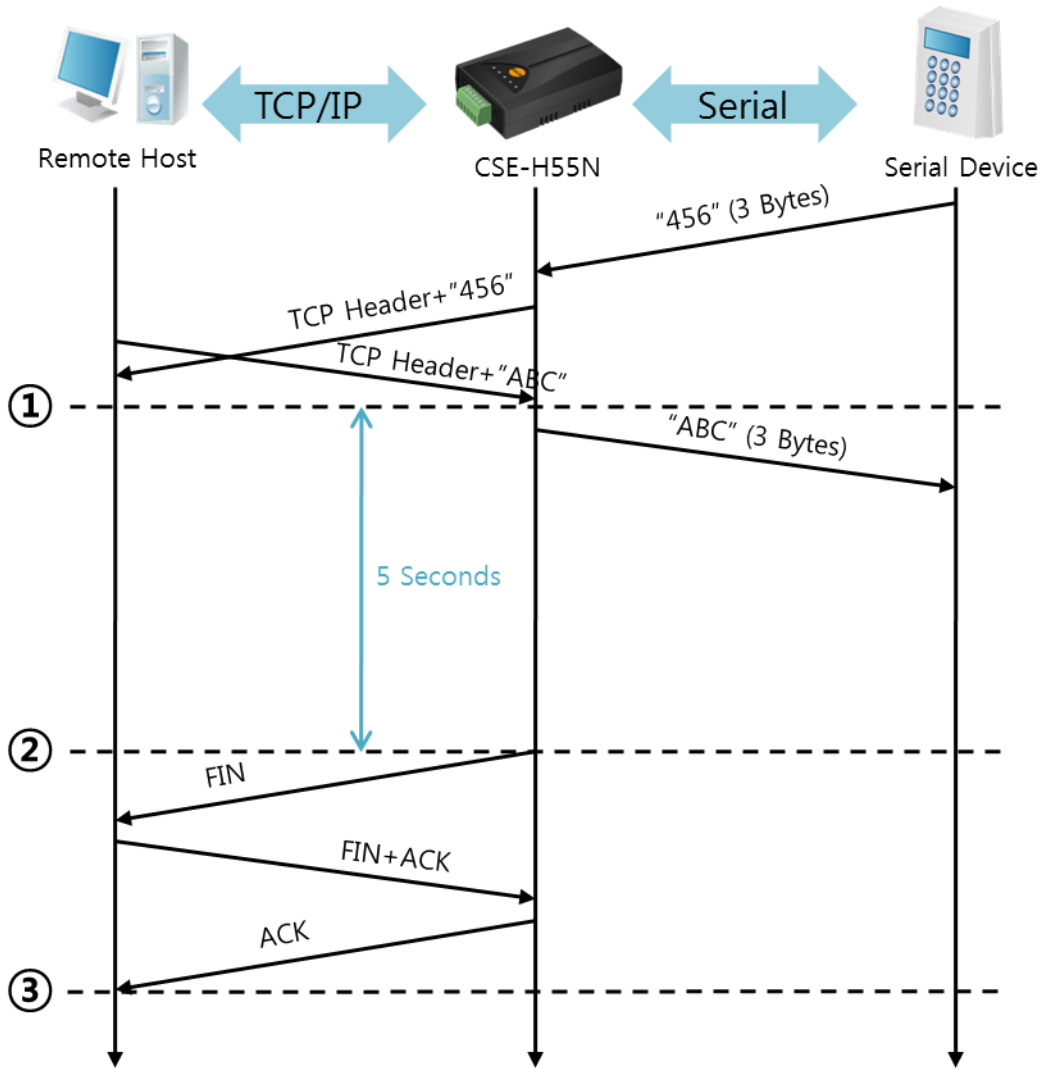 TCP/IP
Serial
Remote Host
CSE-H55N
Serial Device
“456” (3 Bytes)
TCP Header+“456”
TCP Header+“ABC”
①
“ABC” (3 Bytes)
5 Seconds
②
FIN
FIN+ACK
ACK
③